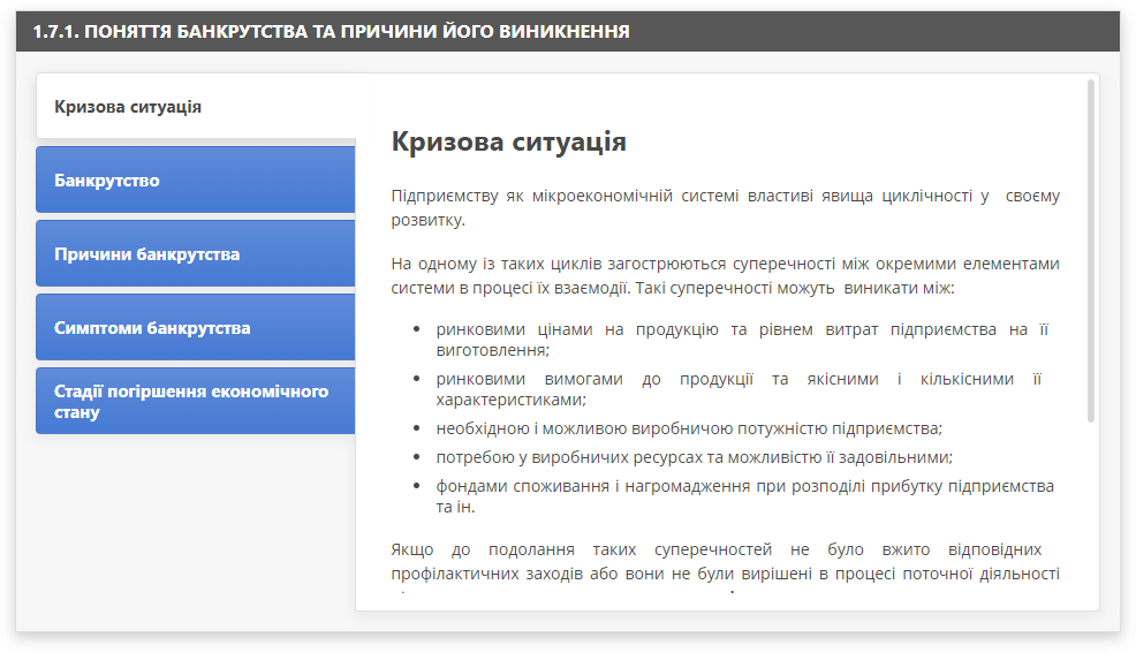 1.7.1. ПОНЯТТЯ БАНКРУТСТВА ТА ПРИЧИНИ ЙОГО ВИНИКНЕННЯ
Кризова ситуація
Банкрутство
Причини банкрутства
Симптоми банкрутства
Стадії погіршення економічного
стану
Кризова ситуація
Підприємству як мікроекономічній системі властиві явища циклічності у своєму
розвитку.
На одному із таких циклів загострюються суперечності між окремими елементами
системи в процесі їх взаємодії. Такі суперечності можуть виникати між:
• ринковими цінами на продукцію та рівнем витрат підприємства на її
виготовлення;
• ринковими вимогами до продукції та якісними і кількісними її
характеристиками;
• необхідною і можливою виробничою потужністю підприємства;
• потребою у виробничих ресурсах та можливістю її задовільними;
• фондами споживання і нагромадження при розподілі прибутку підприємства
та ін.
Якщо до подолання таких суперечностей не було вжито відповідних
профілактичних заходів або вони не були вирішені в процесі поточної діяльності